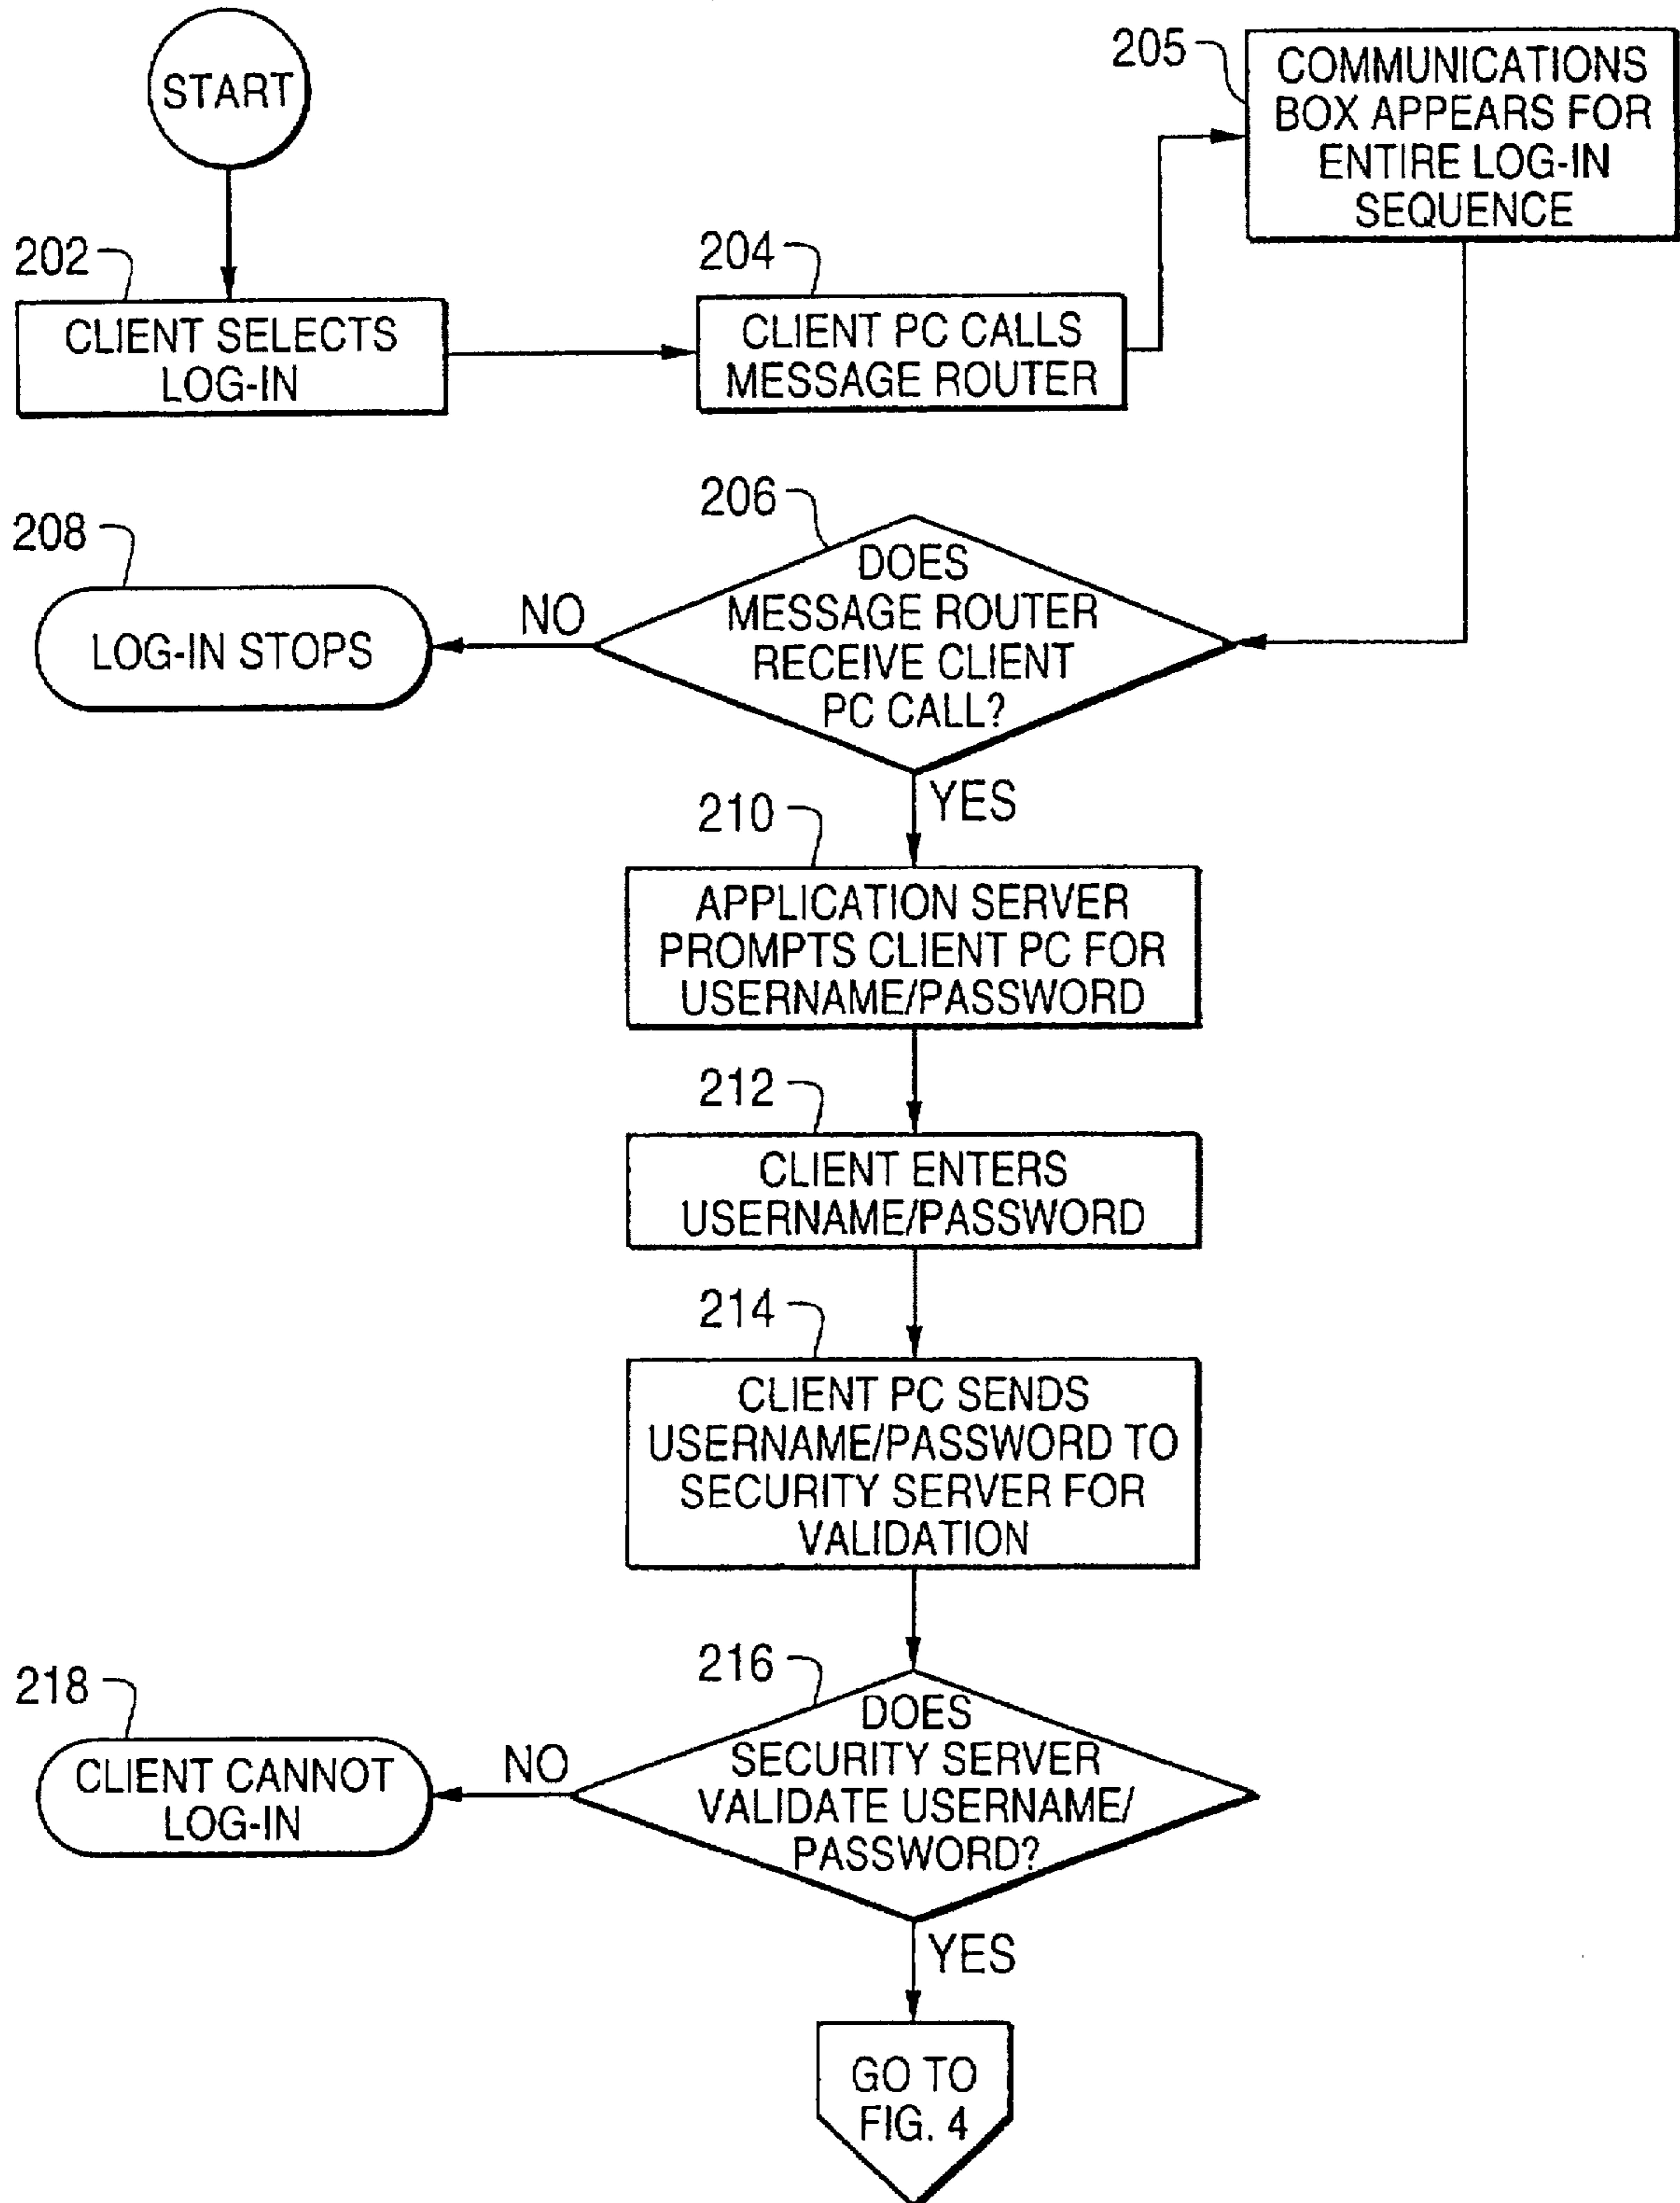 START
202
CLIENT SELECTS
LOG-IN
204
CLIENT PC CALLS
MESSAGE ROUTER
205
COMMUNICATIONS
BOX APPEARS FOR
ENTIRE LOG-IN
SEQUENCE
206
DOES
MESSAGE ROUTER
RECEIVE CLIENT
PC CALL?
NO
208
LOG-IN STOPS
YES
210
APPLICATION SERVER
PROMPTS CLIENT PC FOR
USERNAME/PASSWORD
212
CLIENT ENTERS
USERNAME/PASSWORD
214
CLIENT PC SENDS
USERNAME/PASSWORD TO
SECURITY SERVER FOR
VALIDATION
216
DOES
SECURITY SERVER
VALIDATE USERNAME/
PASSWORD?
NO
218
CLIENT CANNOT
LOG-IN
YES
GO TO
FIG. 4